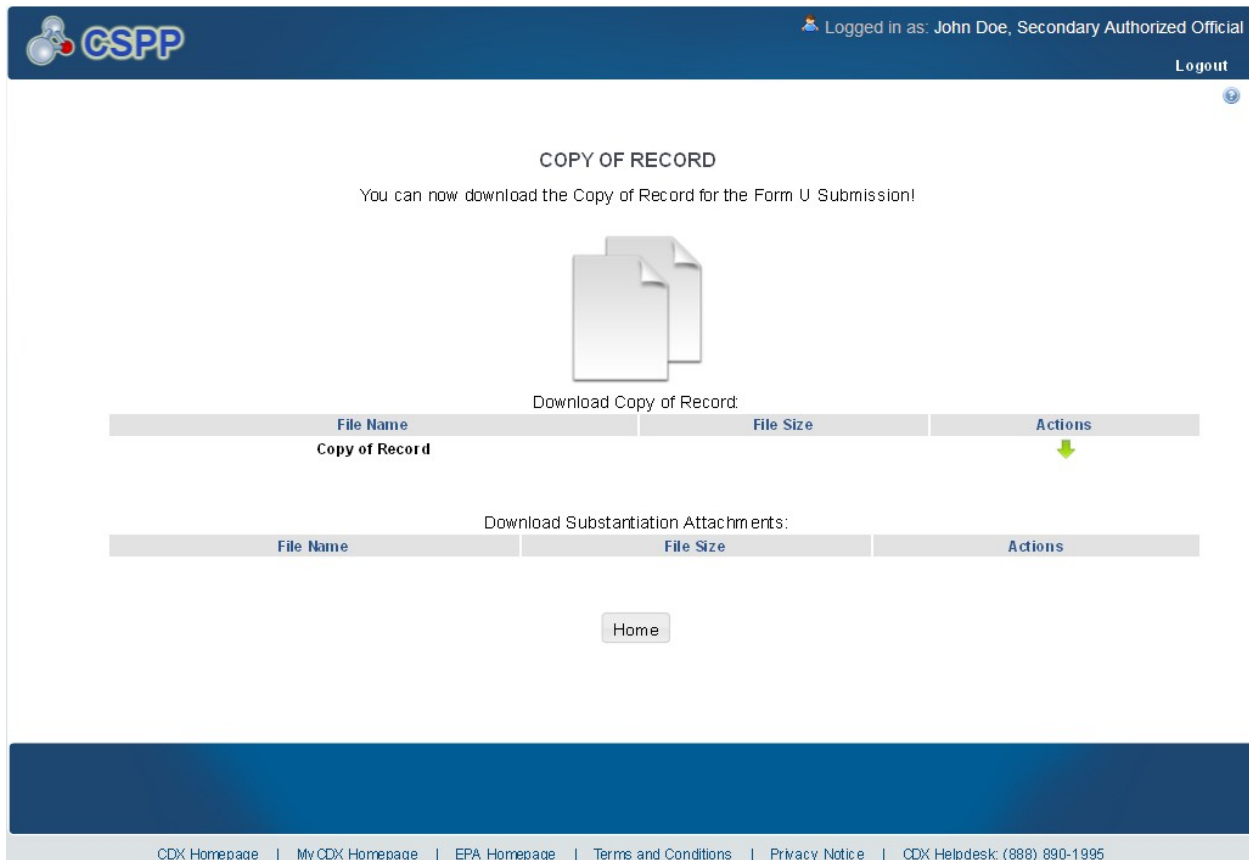 CSPP
Logged in as: John Doe, Secondary Authorized Official
Logout
COPY OF RECORD
You can now download the Copy of Record for the Form U Submission!
Download Copy of Record:
File Name File Size Actions
Copy of Record
Download Substantiation Attachments:
File Name File Size Actions
Home
CDX Homepage | MyCDX Homepage | EPA Homepage | Terms and Conditions | Privacy Notice | CDX Helpdesk: (888) 890-1995